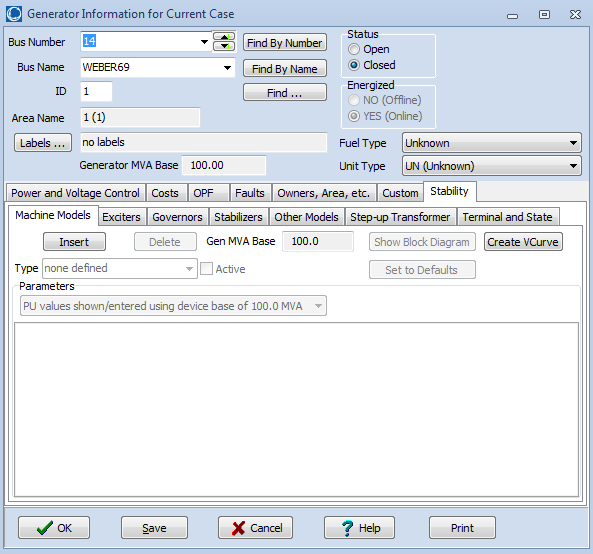 Generator Information for Current Case
Bus Number 14 Find By Number
Bus Name WEBER69 Find By Name
ID 1 Find ...
Area Name 1 (1)
Labels ... no labels
Generator MVA Base 100.00
Status
Open
Closed
Energized
NO (Offline)
YES (Online)
Fuel Type Unknown
Unit Type UN (Unknown)
Power and Voltage Control Costs OPF Faults Owners, Area, etc. Custom Stability
Machine Models Exciters Governors Stabilizers Other Models Step-up Transformer Terminal and State
Insert Delete Gen MVA Base 100.0 Show Block Diagram Create VCurve
Type none defined Active Set to Defaults
Parameters
PU values shown/entered using device base of 100.0 MVA
OK Save Cancel ? Help Print